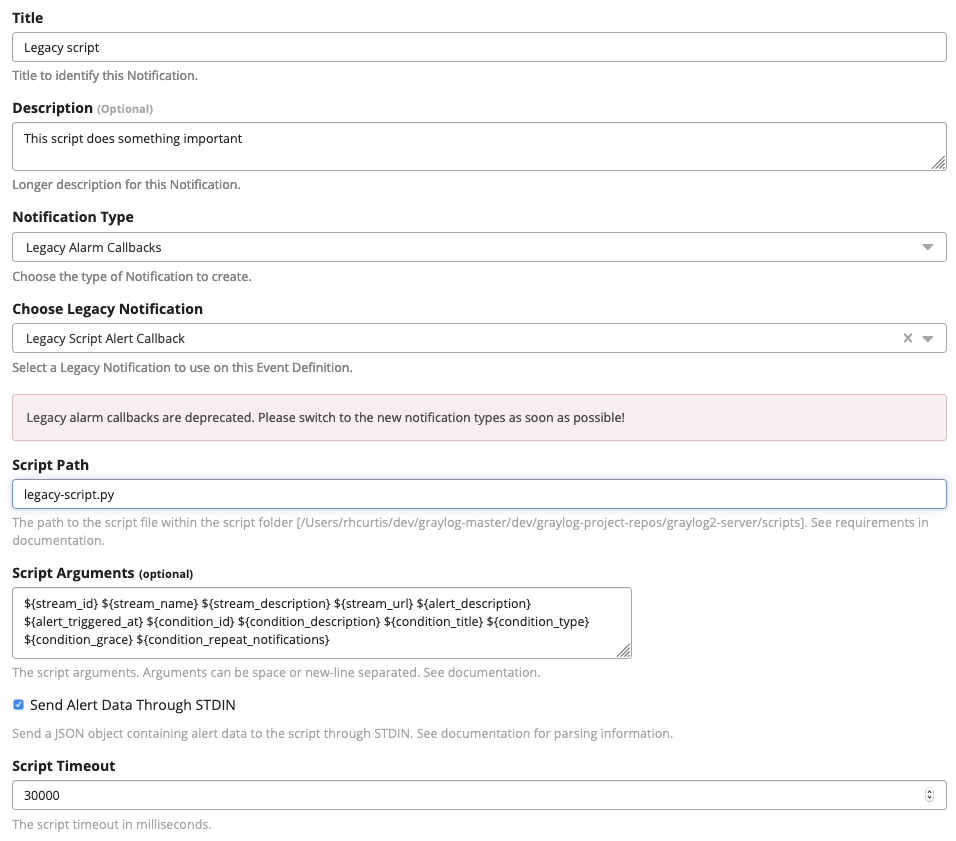 Title
Legacy script
Title to identify this Notification.
Description (Optional)
This script does something important
Longer description for this Notification.
Notification Type
Legacy Alarm Callbacks
Choose the type of Notification to create.
Choose Legacy Notification
Legacy Script Alert Callback
Select a Legacy Notification to use on this Event Definition.
Legacy alarm callbacks are deprecated. Please switch to the new notification types as soon as possible!
Script Path
legacy-script.py
The path to the script file within the script folder [/Users/rhcurtis/dev/graylog-master/dev/graylog-project-repos/graylog2-server/scripts]. See requirements in
documentation.
Script Arguments (optional)
${stream_id} ${stream_name} ${stream_description} ${stream_url} ${alert_description}
${alert_triggered_at} ${condition_id} ${condition_description} ${condition_title} ${condition_type}
${condition_grace} ${condition_repeat_notifications}
The script arguments. Arguments can be space or new-line separated. See documentation.
Send Alert Data Through STDIN
Send a JSON object containing alert data to the script through STDIN. See documentation for parsing information.
Script Timeout
30000
The script timeout in milliseconds.